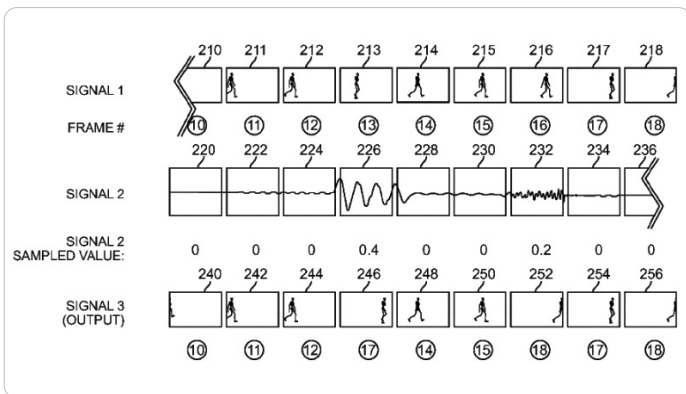 210 211 212 213 214 215 216 217 218
SIGNAL 1
FRAME # 10 11 12 13 14 15 16 17 18
220 222 224 226 228 230 232 234 236
SIGNAL 2
SIGNAL 2
SAMPLED VALUE: 0 0 0 0.4 0 0 0.2 0 0
240 242 244 246 248 250 252 254 256
SIGNAL 3
(OUTPUT)
10 11 12 17 14 15 18 17 18